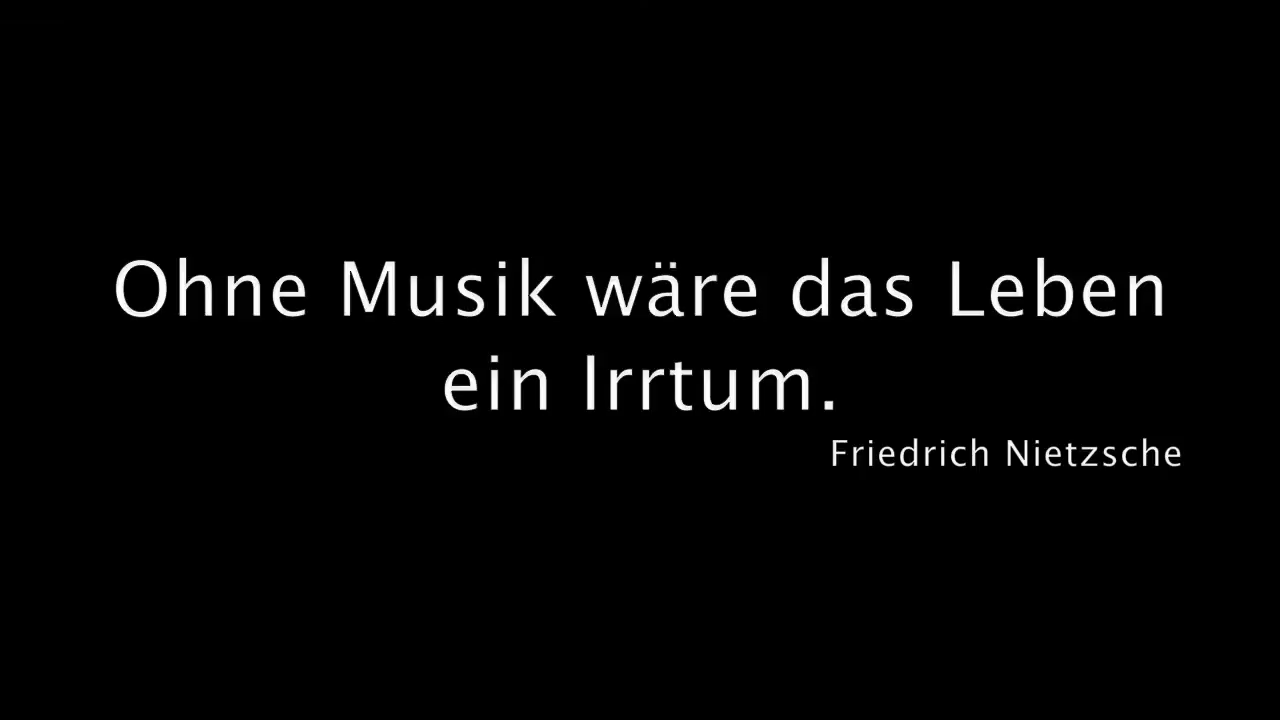 Ohne Musik wäre das Leben
ein Irrtum.
Friedrich Nietzsche